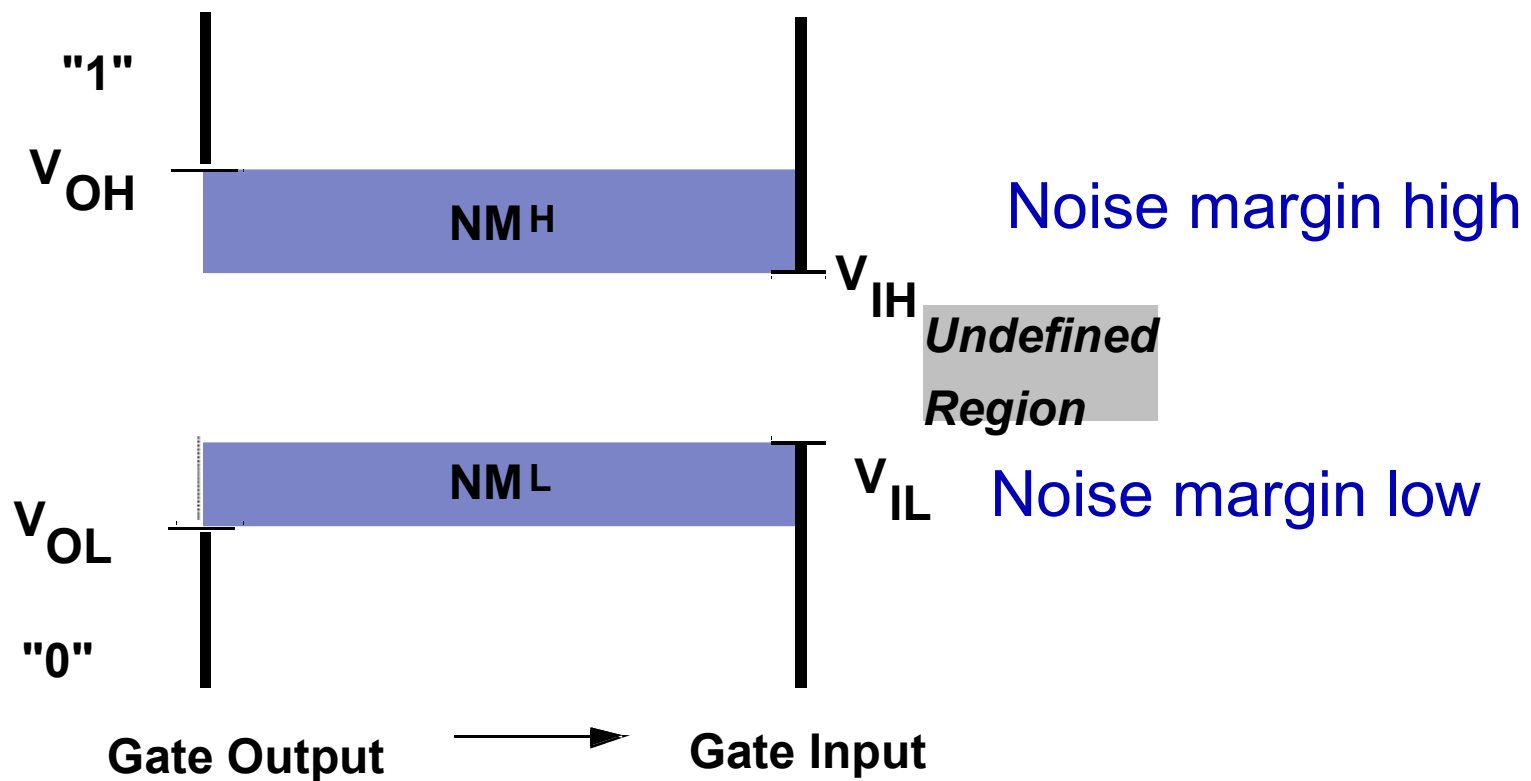 "1"
VOH
NMH
Noise margin high
VIH
Undefined
Region
NML
VIL
Noise margin low
VOL
"0"
Gate Output
Gate Input